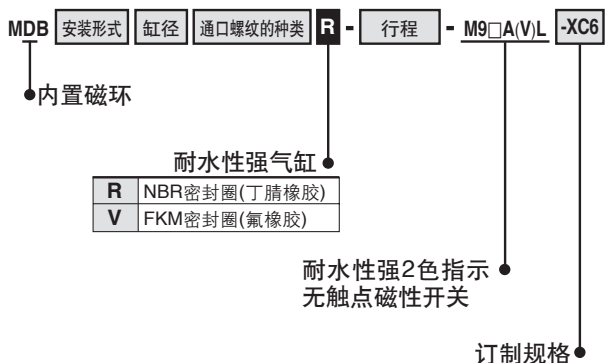 MDB 安装形式 缸径 通口螺纹的种类 R - 行程 - M9□A(V)L -XC6
内置磁环
耐水性强气缸
R NBR密封圈(丁腈橡胶)
V FKM密封圈(氟橡胶)
耐水性强2色指示
无触点磁性开关
订制规格